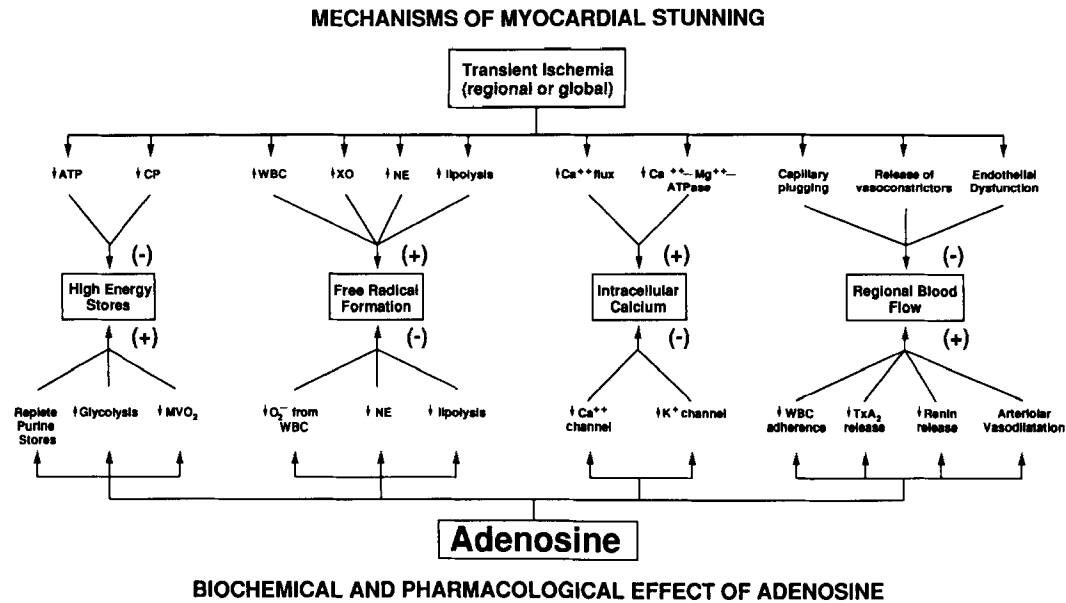 MECHANISMS OF MYOCARDIAL STUNNING
Transient Ischemia
(regional or global)
ATP
CP
WBC
XO
NE
lipolysis
Ca⁺⁺ flux
Ca⁺⁺–Mg⁺⁺–
ATPase
Capillary
plugging
Release of
vasoconstrictors
Endothelial
Dysfunction
(-)
(+)
(+)
(-)
High Energy
Stores
Free Radical
Formation
Intracellular
Calcium
Regional Blood
Flow
(+)
(-)
(-)
(+)
Replete
Purine
Stores
Glycolysis
MVO₂
O₂⁻ from
WBC
NE
lipolysis
Ca⁺⁺
channel
K⁺ channel
WBC
adherence
TxA₂
release
Renin
release
Arteriolar
Vasodilatation
Adenosine
BIOCHEMICAL AND PHARMACOLOGICAL EFFECT OF ADENOSINE